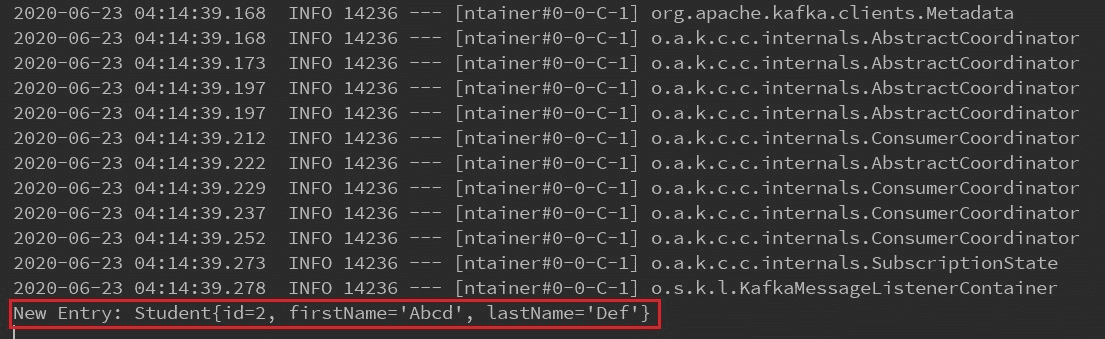 2020-06-23 04:14:39.168  INFO 14236 --- [ntainer#0-0-C-1] org.apache.kafka.clients.Metadata
2020-06-23 04:14:39.168  INFO 14236 --- [ntainer#0-0-C-1] o.a.k.c.c.internals.AbstractCoordinator
2020-06-23 04:14:39.173  INFO 14236 --- [ntainer#0-0-C-1] o.a.k.c.c.internals.AbstractCoordinator
2020-06-23 04:14:39.197  INFO 14236 --- [ntainer#0-0-C-1] o.a.k.c.c.internals.AbstractCoordinator
2020-06-23 04:14:39.197  INFO 14236 --- [ntainer#0-0-C-1] o.a.k.c.c.internals.AbstractCoordinator
2020-06-23 04:14:39.212  INFO 14236 --- [ntainer#0-0-C-1] o.a.k.c.c.internals.ConsumerCoordinator
2020-06-23 04:14:39.222  INFO 14236 --- [ntainer#0-0-C-1] o.a.k.c.c.internals.AbstractCoordinator
2020-06-23 04:14:39.229  INFO 14236 --- [ntainer#0-0-C-1] o.a.k.c.c.internals.ConsumerCoordinator
2020-06-23 04:14:39.237  INFO 14236 --- [ntainer#0-0-C-1] o.a.k.c.c.internals.ConsumerCoordinator
2020-06-23 04:14:39.252  INFO 14236 --- [ntainer#0-0-C-1] o.a.k.c.c.internals.ConsumerCoordinator
2020-06-23 04:14:39.273  INFO 14236 --- [ntainer#0-0-C-1] o.a.k.c.c.internals.SubscriptionState
2020-06-23 04:14:39.278  INFO 14236 --- [ntainer#0-0-C-1] o.s.k.l.KafkaMessageListenerContainer
New Entry: Student{id=2, firstName='Abcd', lastName='Def'}